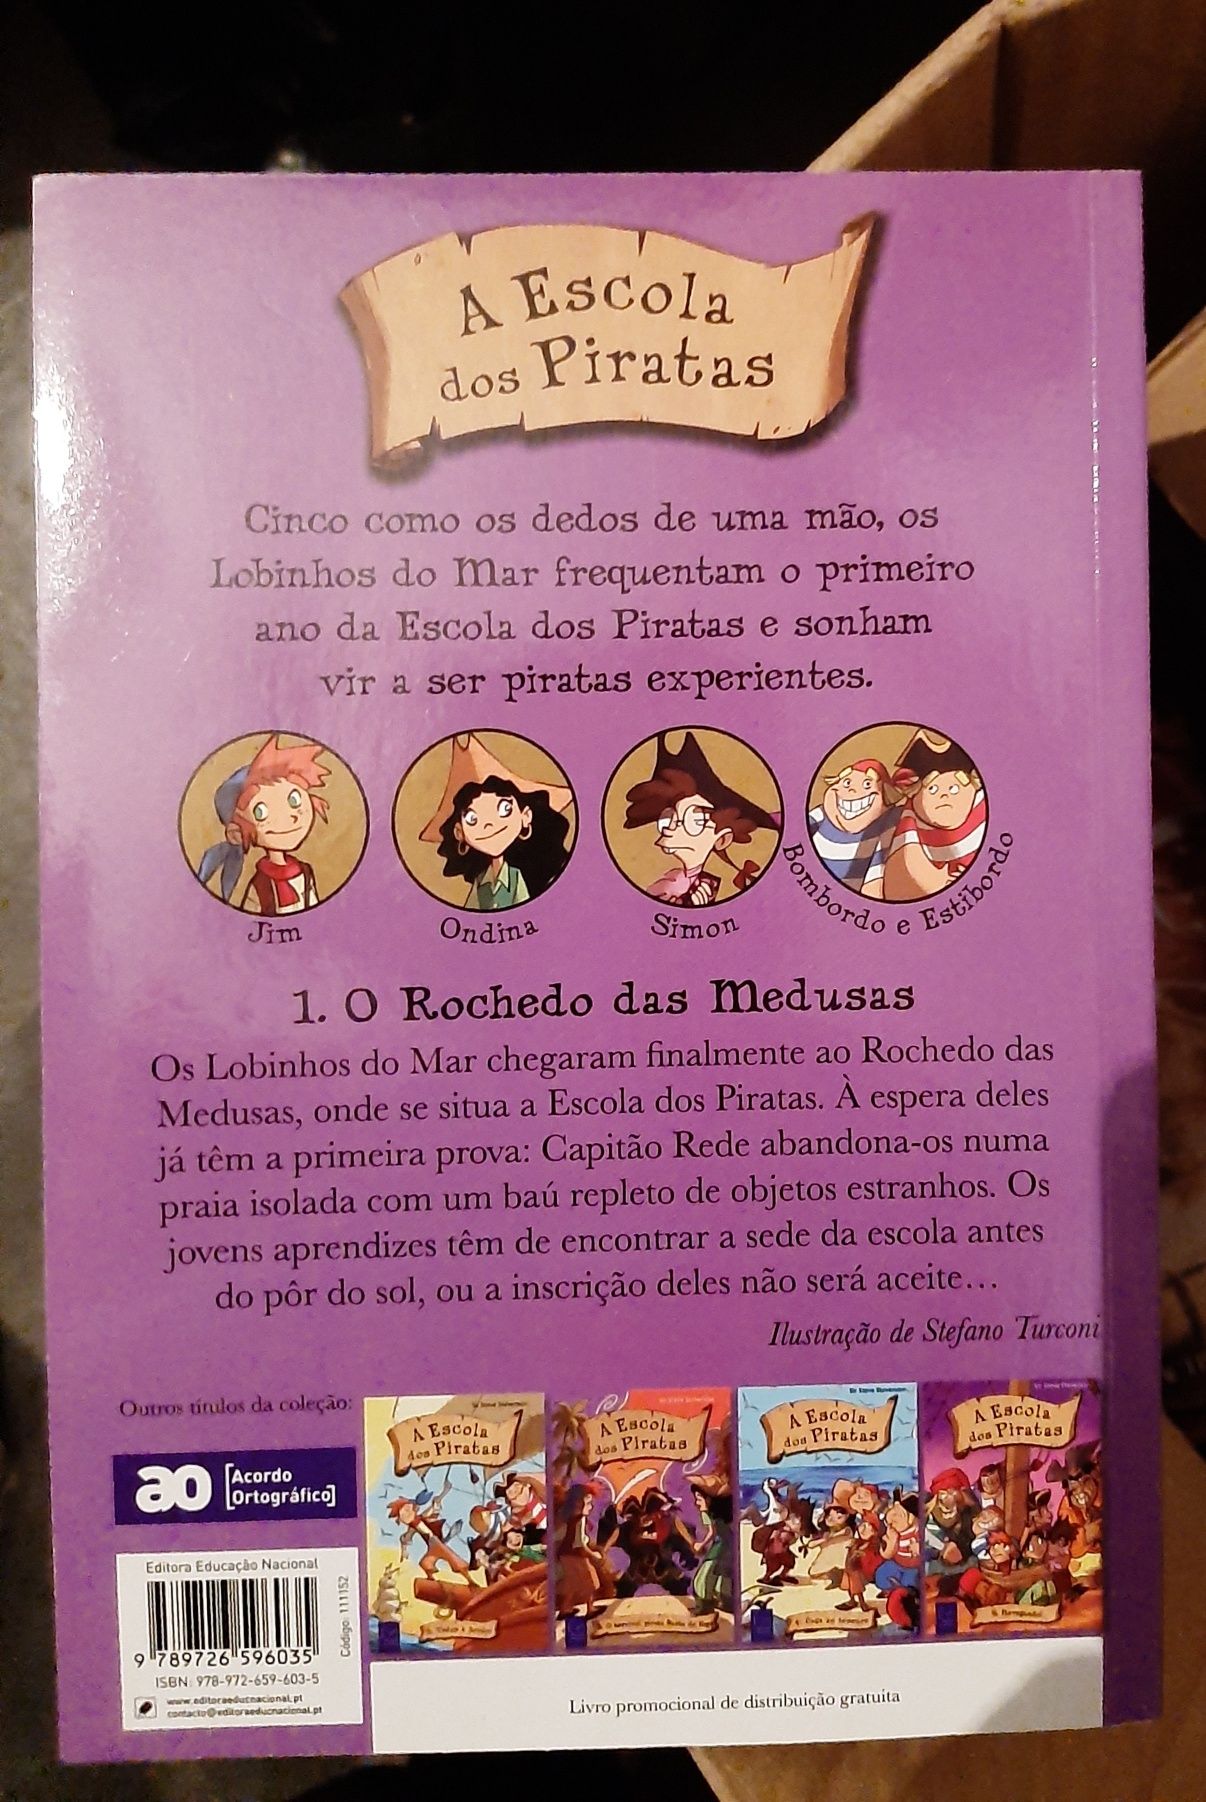 A Escola
dos Piratas
Cinco como os dedos de uma mão, os
Lobinhos do Mar frequentam o primeiro
ano da Escola dos Piratas e sonham
vir a ser piratas experientes.
Jim
Ondina
Simon
Bombordo e Estibordo
1. O Rochedo das Medusas
Os Lobinhos do Mar chegaram finalmente ao Rochedo das
Medusas, onde se situa a Escola dos Piratas. À espera deles
já têm a primeira prova: Capitão Rede abandona-os numa
praia isolada com um baú repleto de objetos estranhos. Os
jovens aprendizes têm de encontrar a sede da escola antes
do pôr do sol, ou a inscrição deles não será aceite...
Ilustração de Stefano Turconi
Outros títulos da coleção:
A Escola
dos Piratas
A Escola
dos Piratas
A Escola
dos Piratas
A Escola
dos Piratas
ao [Acordo
Ortográfico]
Editora Educação Nacional
Código: 111152
9 789726 596035
ISBN: 978-972-659-603-5
www.editoraeducnacional.pt
contacto@editoraeducnacional.pt
Livro promocional de distribuição gratuita